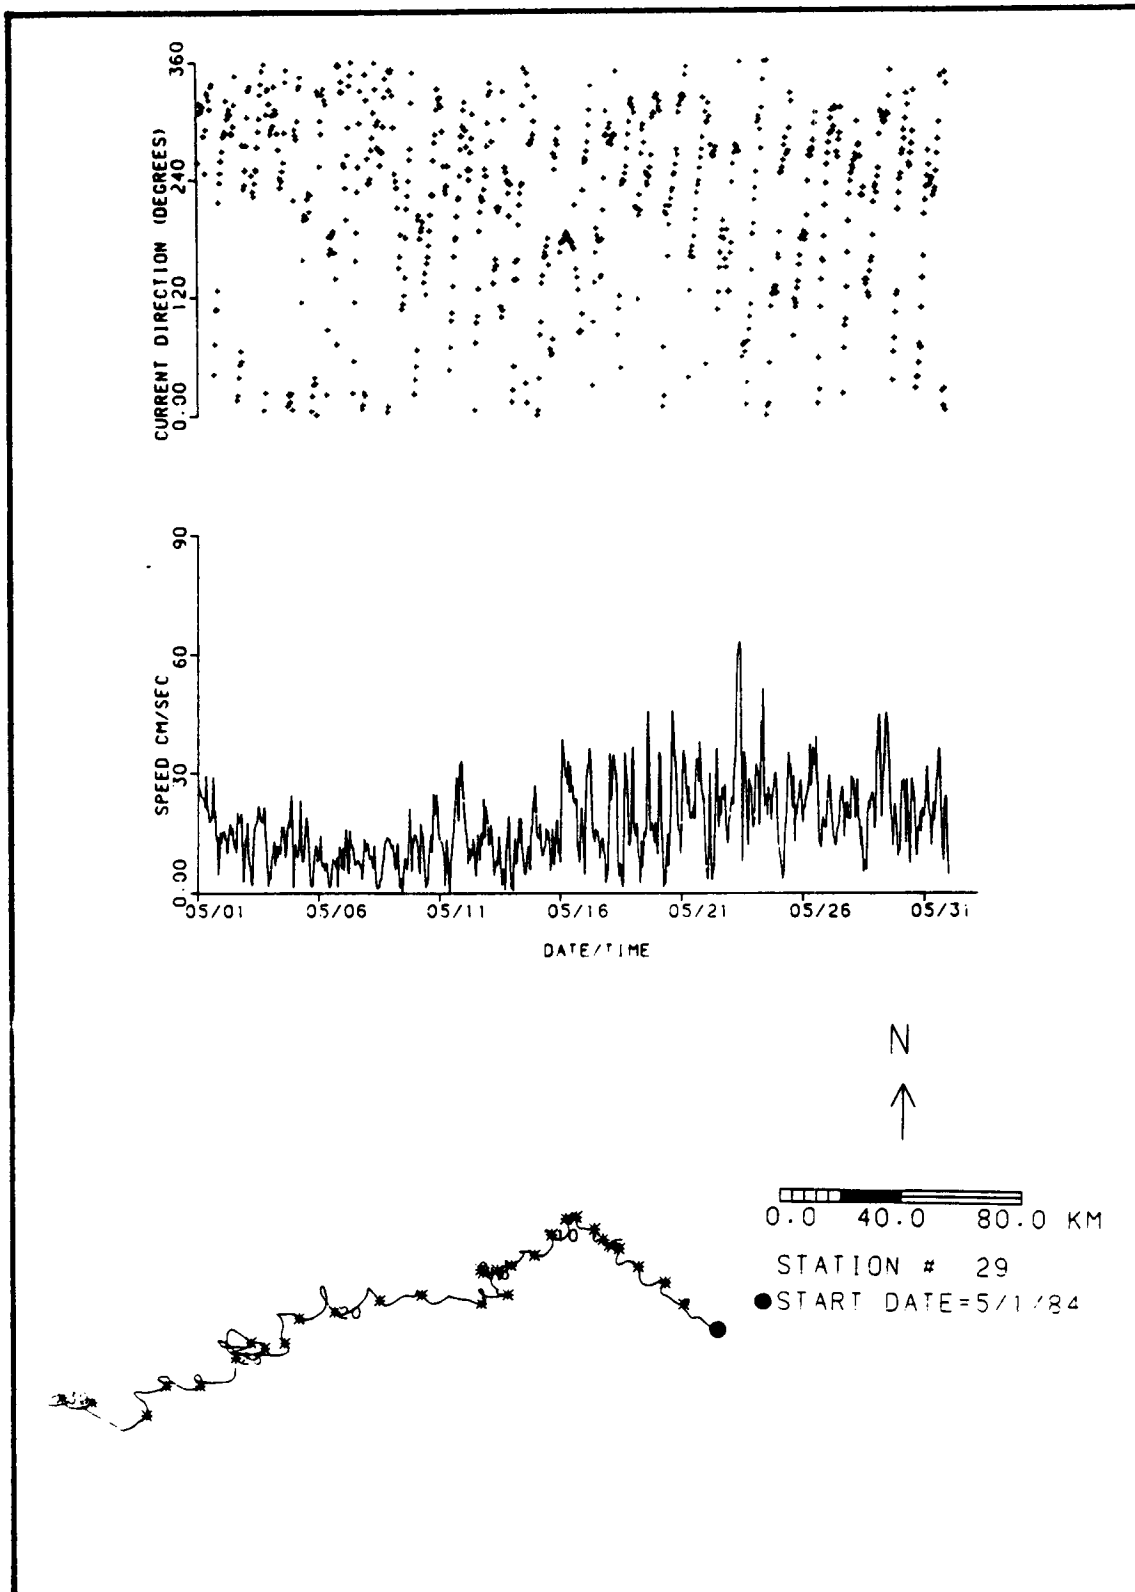 CURRENT DIRECTION (DEGREES)
360
240
120
0.00
SPEED CM/SEC
90
60
30
0.00
05/01 05/06 05/11 05/16 05/21 05/26 05/31
DATE/TIME
N
0.0 40.0 80.0 KM
STATION # 29
START DATE=5/1/84
10
20